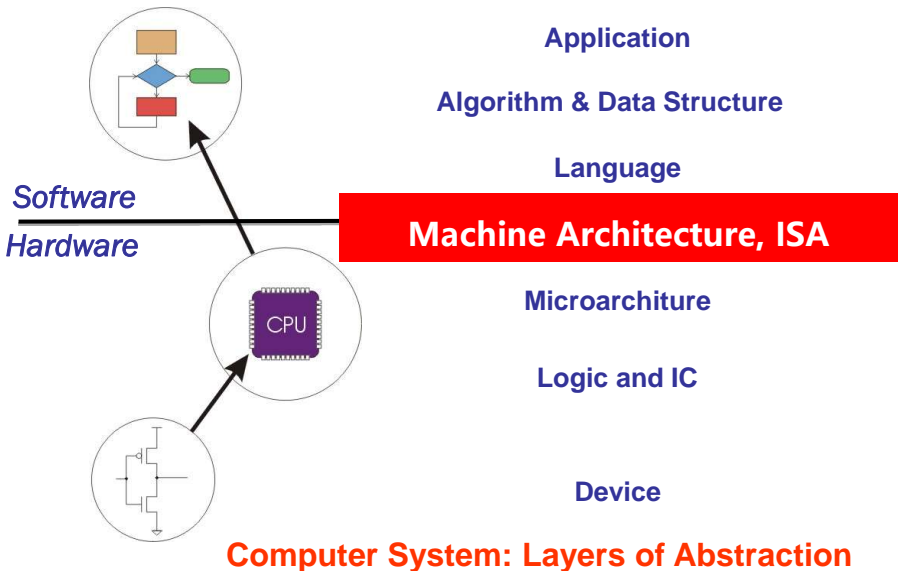 Application
Algorithm & Data Structure
Language
Software
Machine Architecture, ISA
Hardware
Microarchiture
CPU
Logic and IC
Device
Computer System: Layers of Abstraction